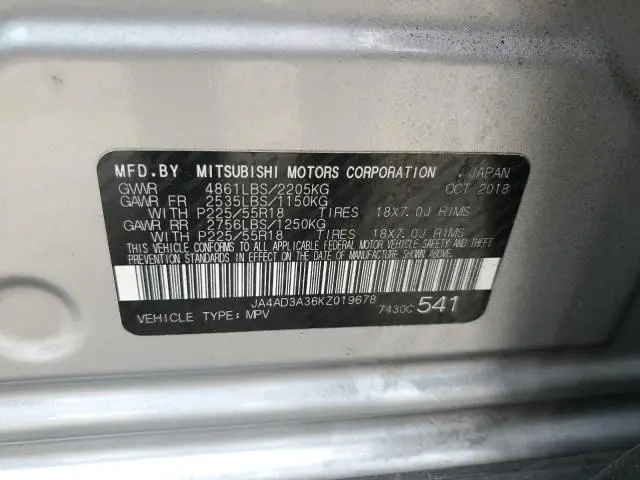 MFD.BY MITSUBISHI MOTORS CORPORATION JAPAN
GVWR 4861LBS/2205KG OCT 2018
GAWR FR 2535LBS/1150KG
WITH P225/55R18 TIRES 18X7.0J RIMS
GAWR RR 2756LBS/1250KG
WITH P225/55R18 TIRES 18X7.0J RIMS
THIS VEHICLE CONFORMS TO ALL APPLICABLE FEDERAL MOTOR VEHICLE SAFETY AND THEFT
PREVENTION STANDARDS IN EFFECT ON THE DATE OF MANUFACTURE SHOWN ABOVE.
JA4AD3A36KZ019678
VEHICLE TYPE: MPV 7430C 541